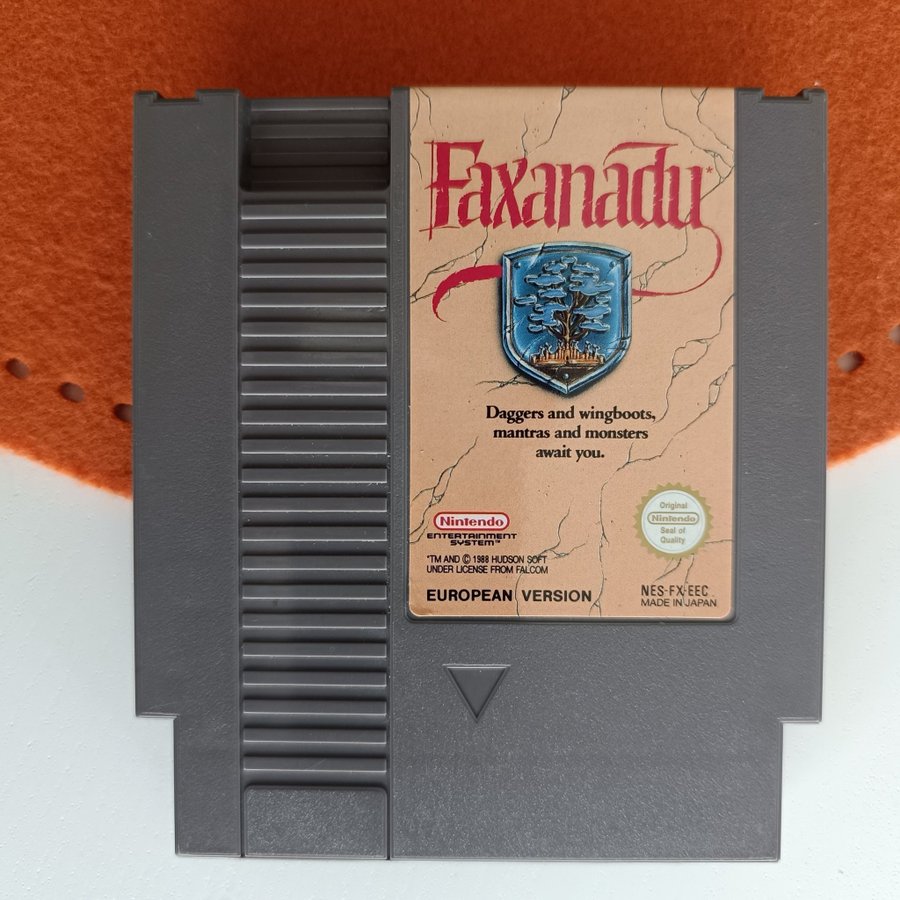 Faxanadu*
Daggers and wingboots,
mantras and monsters
await you.
Nintendo
ENTERTAINMENT
SYSTEM™
*TM AND © 1988 HUDSON SOFT
UNDER LICENSE FROM FALCOM
EUROPEAN VERSION
Original
Nintendo
Seal of
Quality
NES-FX-EEC
MADE IN JAPAN